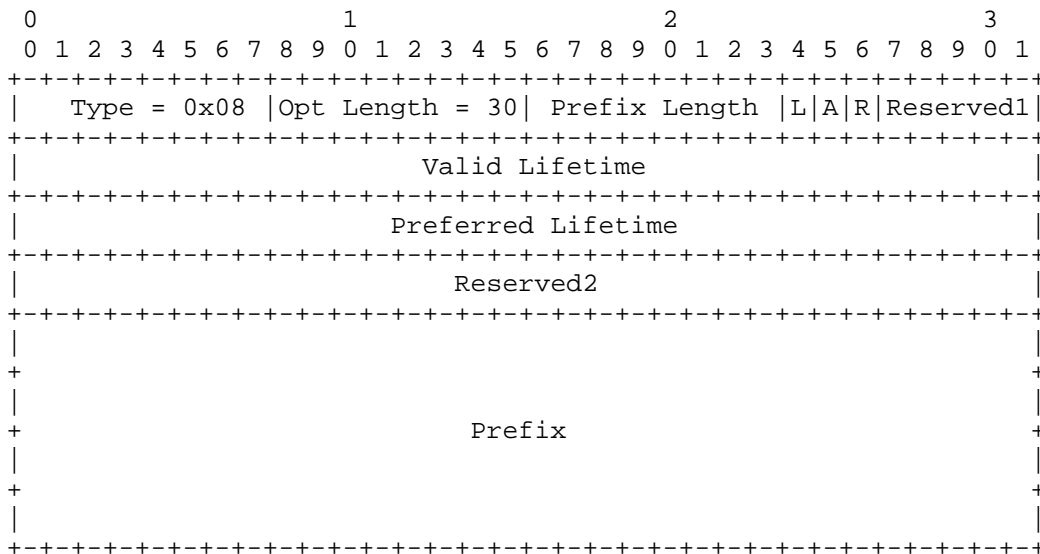 0                   1                   2                   3
 0 1 2 3 4 5 6 7 8 9 0 1 2 3 4 5 6 7 8 9 0 1 2 3 4 5 6 7 8 9 0 1
+-+-+-+-+-+-+-+-+-+-+-+-+-+-+-+-+-+-+-+-+-+-+-+-+-+-+-+-+-+-+-+-+
|   Type = 0x08 |Opt Length = 30| Prefix Length |L|A|R|Reserved1|
+-+-+-+-+-+-+-+-+-+-+-+-+-+-+-+-+-+-+-+-+-+-+-+-+-+-+-+-+-+-+-+-+
|                         Valid Lifetime                        |
+-+-+-+-+-+-+-+-+-+-+-+-+-+-+-+-+-+-+-+-+-+-+-+-+-+-+-+-+-+-+-+-+
|                       Preferred Lifetime                      |
+-+-+-+-+-+-+-+-+-+-+-+-+-+-+-+-+-+-+-+-+-+-+-+-+-+-+-+-+-+-+-+-+
|                           Reserved2                           |
+-+-+-+-+-+-+-+-+-+-+-+-+-+-+-+-+-+-+-+-+-+-+-+-+-+-+-+-+-+-+-+-+
|                                                               |
+                                                               +
|                                                               |
+                            Prefix                             +
|                                                               |
+                                                               +
|                                                               |
+-+-+-+-+-+-+-+-+-+-+-+-+-+-+-+-+-+-+-+-+-+-+-+-+-+-+-+-+-+-+-+-+